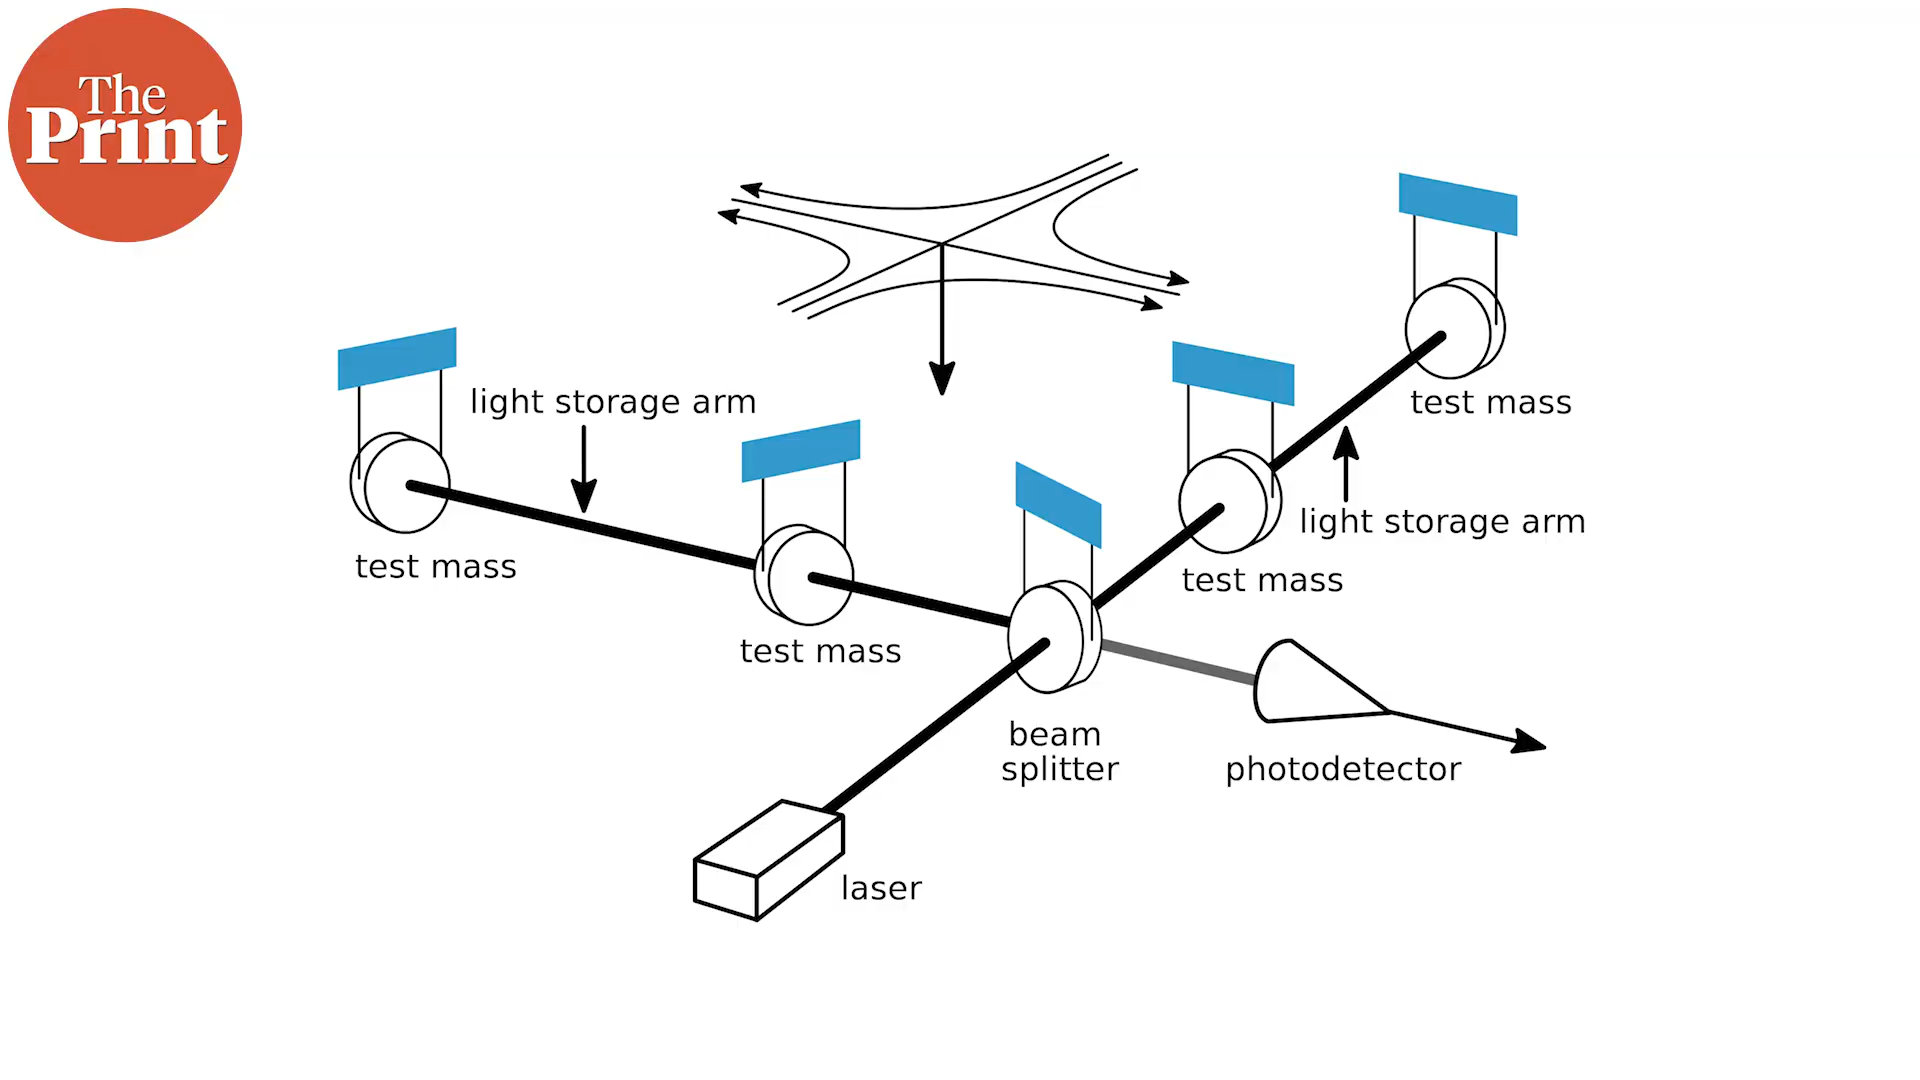 The
Print
light storage arm
test mass
test mass
light storage arm
test mass
test mass
beam
splitter
photodetector
laser